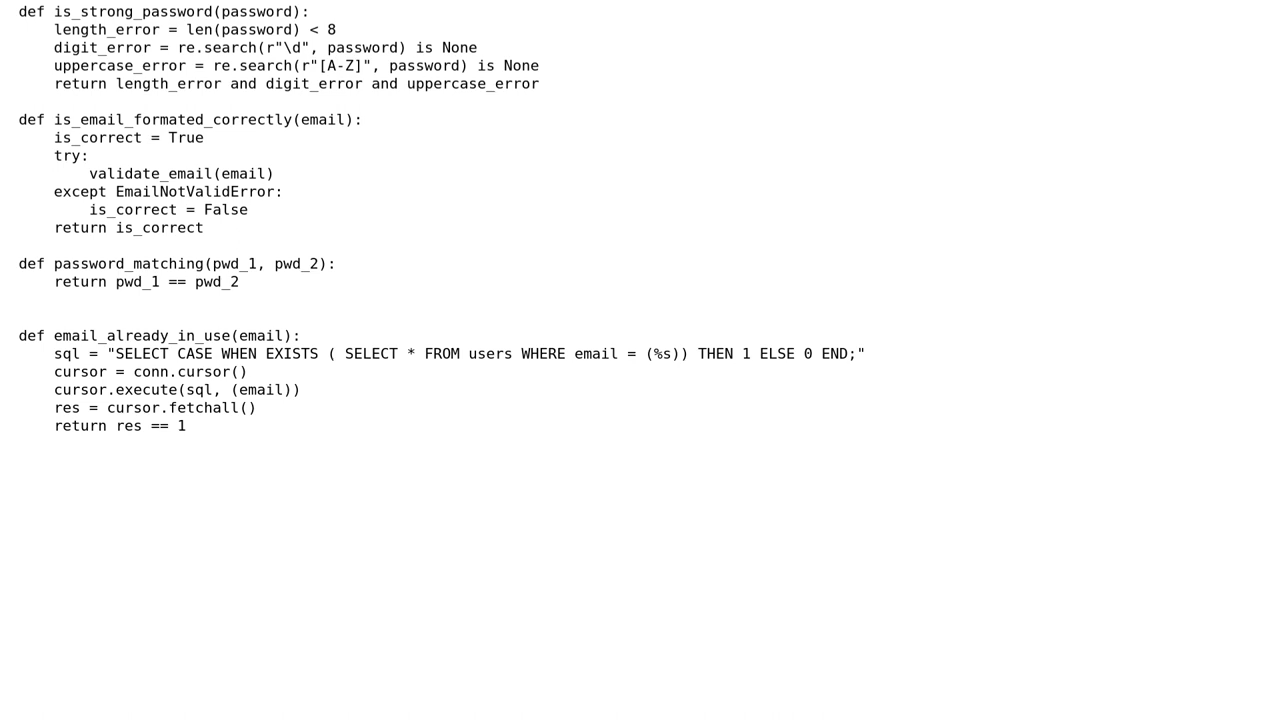 def is_strong_password(password):
    length_error = len(password) < 8
    digit_error = re.search(r"\d", password) is None
    uppercase_error = re.search(r"[A-Z]", password) is None
    return length_error and digit_error and uppercase_error

def is_email_formated_correctly(email):
    is_correct = True
    try:
        validate_email(email)
    except EmailNotValidError:
        is_correct = False
    return is_correct

def password_matching(pwd_1, pwd_2):
    return pwd_1 == pwd_2


def email_already_in_use(email):
    sql = "SELECT CASE WHEN EXISTS ( SELECT * FROM users WHERE email = (%s)) THEN 1 ELSE 0 END;"
    cursor = conn.cursor()
    cursor.execute(sql, (email))
    res = cursor.fetchall()
    return res == 1